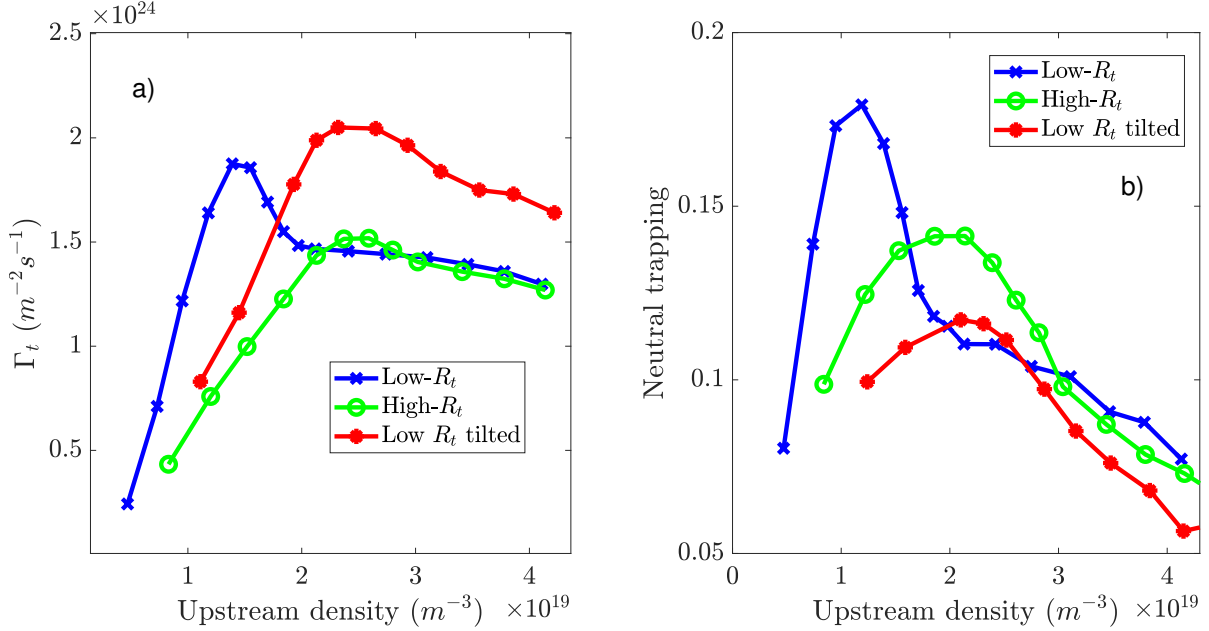 ×10^24
2.5
2
1.5
1
0.5
a)
Γ_t (m^−2 s^−1)
Low-R_t
High-R_t
Low R_t tilted
1 2 3 4
Upstream density (m^−3) ×10^19
0.2
0.15
0.1
0.05
Neutral trapping
Low-R_t
High-R_t
Low R_t tilted
b)
0 1 2 3 4
Upstream density (m^−3) ×10^19